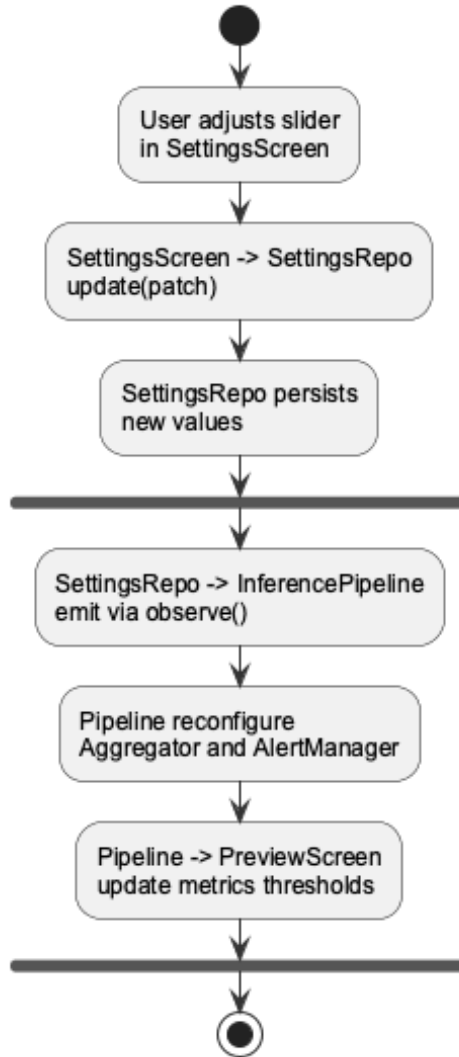 User adjusts slider
in SettingsScreen
SettingsScreen -> SettingsRepo
update(patch)
SettingsRepo persists
new values
SettingsRepo -> InferencePipeline
emit via observe()
Pipeline reconfigure
Aggregator and AlertManager
Pipeline -> PreviewScreen
update metrics thresholds